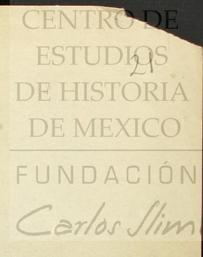 CENTRO DE
ESTUDIOS
21
DE HISTORIA
DE MEXICO
FUNDACIÓN
Carlos Slim